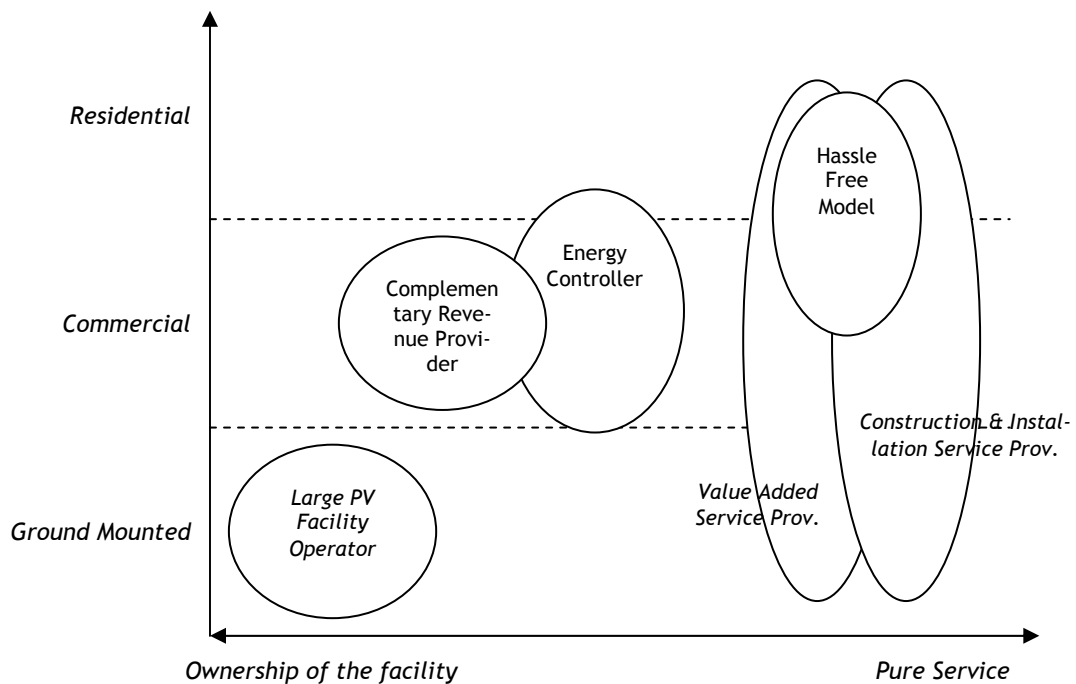 Residential
Hassle
Free
Model
Energy
Controller
Complemen
tary Reve-
nue Provi-
der
Commercial
Construction & Instal-
lation Service Prov.
Large PV
Facility
Operator
Value Added
Service Prov.
Ground Mounted
Ownership of the facility
Pure Service